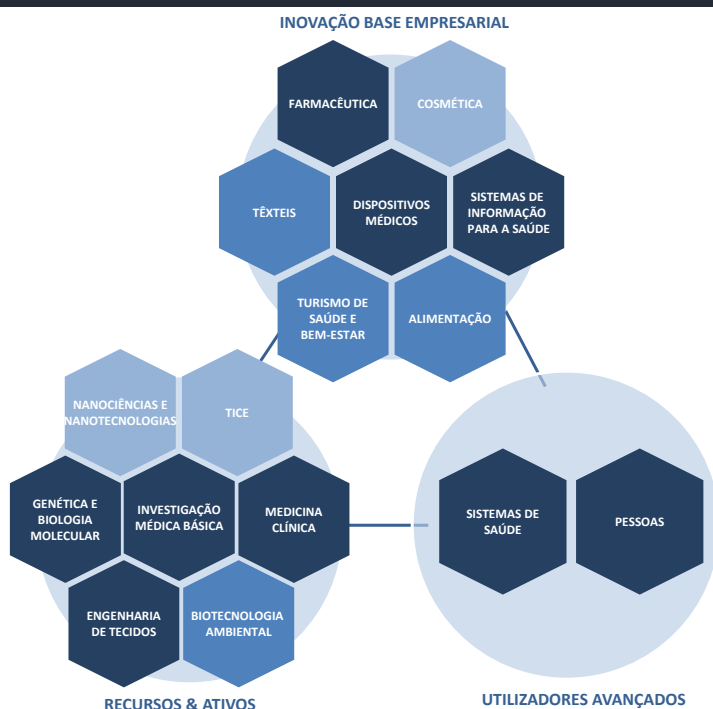 INOVAÇÃO BASE EMPRESARIAL
FARMACÊUTICA
COSMÉTICA
TÊXTEIS
DISPOSITIVOS
MÉDICOS
SISTEMAS DE
INFORMAÇÃO
PARA A SAÚDE
TURISMO DE
SAÚDE E
BEM-ESTAR
ALIMENTAÇÃO
NANOCIÊNCIAS E
NANOTECNOLOGIAS
TICE
GENÉTICA E
BIOLOGIA
MOLECULAR
INVESTIGAÇÃO
MÉDICA BÁSICA
MEDICINA
CLÍNICA
ENGENHARIA
DE TECIDOS
BIOTECNOLOGIA
AMBIENTAL
RECURSOS & ATIVOS
SISTEMAS DE
SAÚDE
PESSOAS
UTILIZADORES AVANÇADOS